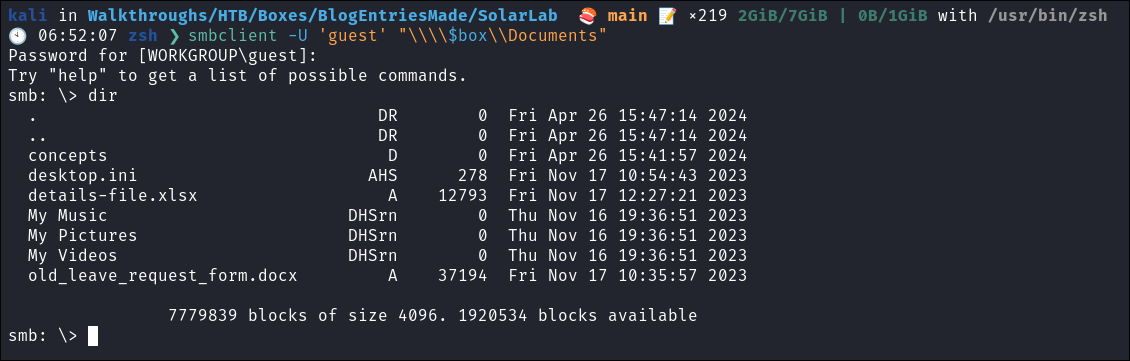 kali in Walkthroughs/HTB/Boxes/BlogEntriesMade/SolarLab 🍣 main 📝 ×219 2GiB/7GiB | 0B/1GiB with /usr/bin/zsh
🕙 06:52:07 zsh ❯ smbclient -U 'guest' "\\\\$box\\Documents"
Password for [WORKGROUP\guest]:
Try "help" to get a list of possible commands.
smb: \> dir
  .                                  DR        0  Fri Apr 26 15:47:14 2024
  ..                                 DR        0  Fri Apr 26 15:47:14 2024
  concepts                            D        0  Fri Apr 26 15:41:57 2024
  desktop.ini                       AHS      278  Fri Nov 17 10:54:43 2023
  details-file.xlsx                   A    12793  Fri Nov 17 12:27:21 2023
  My Music                        DHSrn        0  Thu Nov 16 19:36:51 2023
  My Pictures                     DHSrn        0  Thu Nov 16 19:36:51 2023
  My Videos                       DHSrn        0  Thu Nov 16 19:36:51 2023
  old_leave_request_form.docx         A    37194  Fri Nov 17 10:35:57 2023
                7779839 blocks of size 4096. 1920534 blocks available
smb: \>